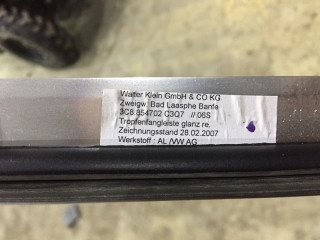 Walter Klein GmbH & CO KG
Zweigw. Bad Laasphe Banfe
3C8 854702 C3Q7 // 06S
Tropfenfangleiste glanz re.
Zeichnungsstand 28.02.2007
Werkstoff : AL /VW AG